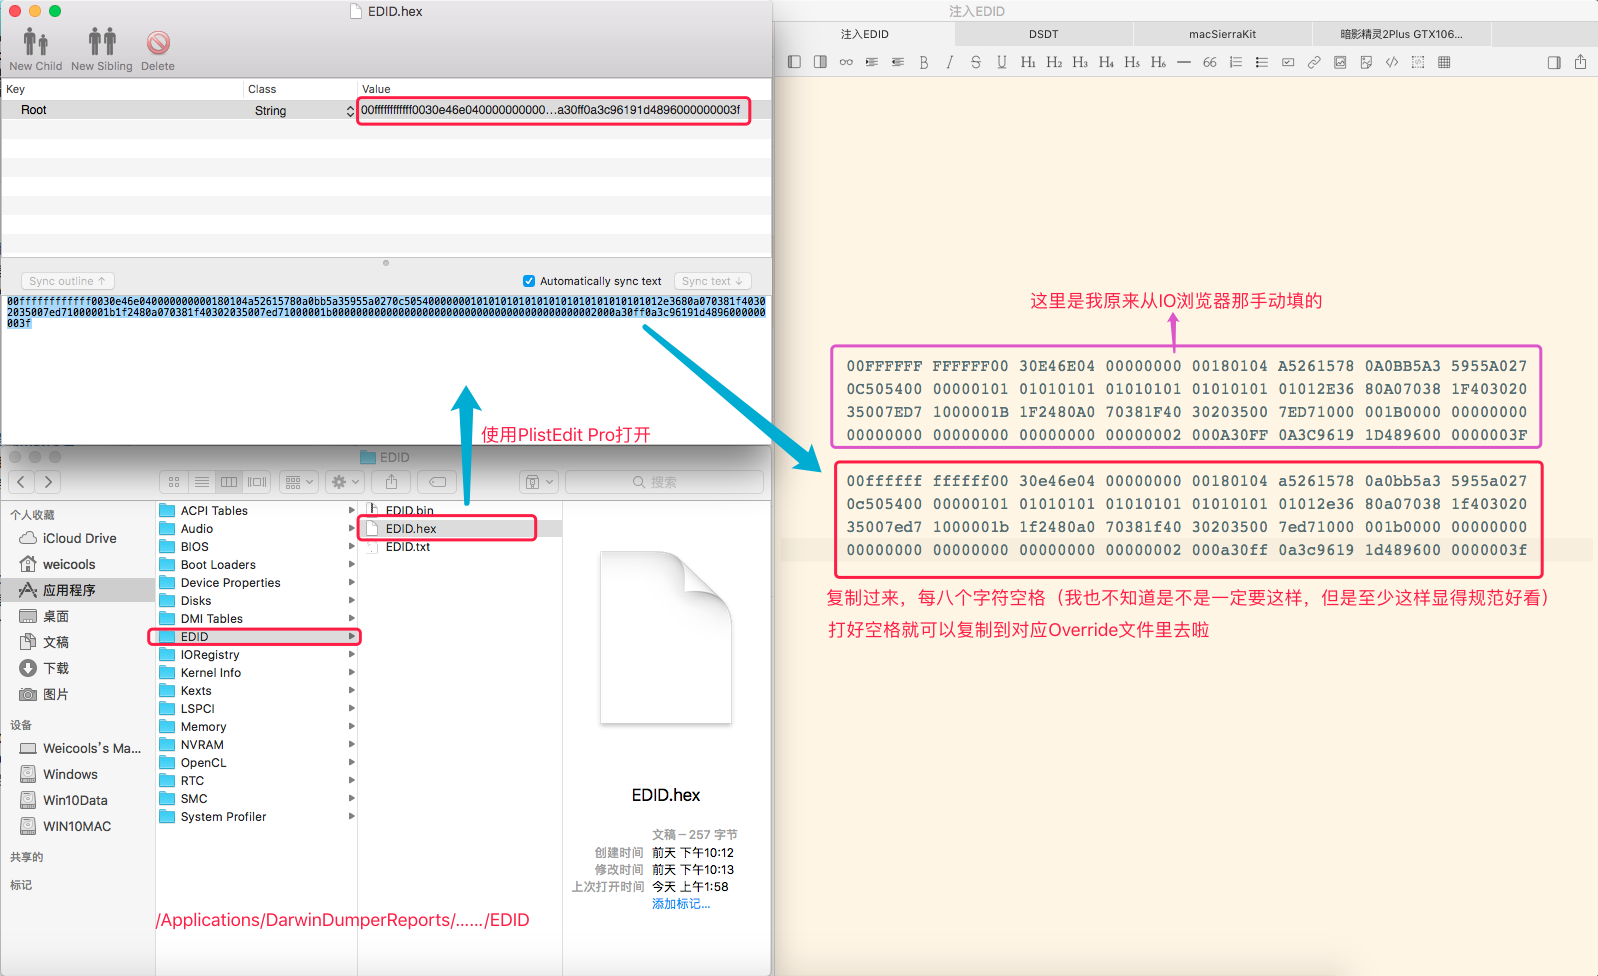 EDID.hex
New Child
New Sibling
Delete
Key
Class
Value
Root
String
00ffffffffffff0030e46e040000000000...a30ff0a3c96191d4896000000003f
Sync outline ↑
Automatically sync text
Sync text ↓
00ffffffffffff0030e46e040000000000180104a52615780a0bb5a35955a0270c50540000000101010101010101010101010101010112e3680a070381f40302
035007ed71000001b1f2480a070381f40302035007ed71000001b00000000000000000000000000000000000000000000000002000a30ff0a3c96191d489600000
003f
使用PlistEdit Pro打开
EDID
搜索
个人收藏
iCloud Drive
weicools
应用程序
桌面
文稿
下载
图片
设备
Weicools's Ma...
Windows
Win10Data
WIN10MAC
共享的
标记
ACPI Tables
Audio
BIOS
Boot Loaders
Device Properties
Disks
DMI Tables
EDID
IORegistry
Kernel Info
Kexts
LSPCI
Memory
NVRAM
OpenCL
RTC
SMC
System Profiler
EDID.bin
EDID.hex
EDID.txt
EDID.hex
文稿 – 257 字节
创建时间 前天 下午10:12
修改时间 前天 下午10:13
上次打开时间 今天 上午1:58
添加标记...
/Applications/DarwinDumperReports/....../EDID
注入EDID
注入EDID
DSDT
macSierraKit
暗影精灵2Plus GTX106...
B I S U H1 H2 H3 H4 H5 H6 — 66
这里是我原来从IO浏览器那手动填的
00FFFFFF FFFFFF00 30E46E04 00000000 00180104 A5261578 0A0BB5A3 5955A027
0C505400 00000101 01010101 01010101 01010101 01012E36 80A07038 1F403020
35007ED7 1000001B 1F2480A0 70381F40 30203500 7ED71000 001B0000 00000000
00000000 00000000 00000000 00000002 000A30FF 0A3C9619 1D489600 0000003F
00ffffff ffffff00 30e46e04 00000000 00180104 a5261578 0a0bb5a3 5955a027
0c505400 00000101 01010101 01010101 01010101 01012e36 80a07038 1f403020
35007ed7 1000001b 1f2480a0 70381f40 30203500 7ed71000 001b0000 00000000
00000000 00000000 00000000 00000002 000a30ff 0a3c9619 1d489600 0000003f
复制过来，每八个字符空格（我也不知道是不是一定要这样，但是至少这样显得规范好看）
打好空格就可以复制到对应Override文件里去啦